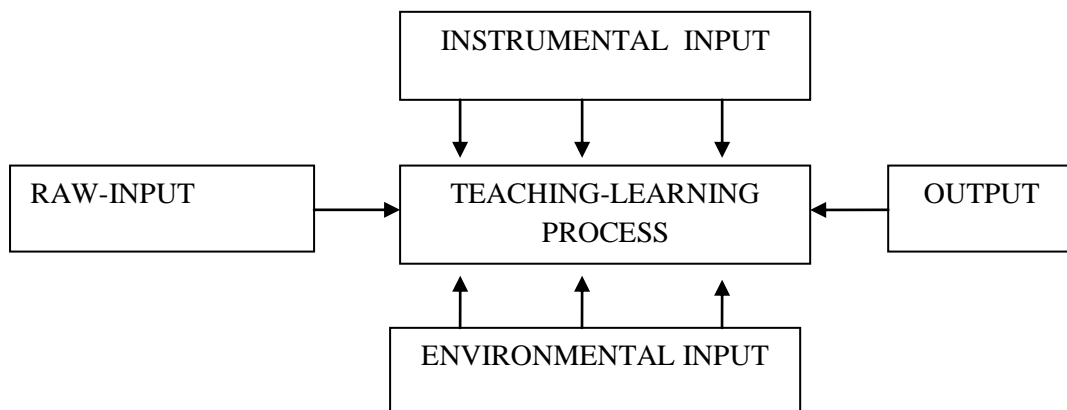 INSTRUMENTAL INPUT
RAW-INPUT
TEACHING-LEARNING
PROCESS
OUTPUT
ENVIRONMENTAL INPUT